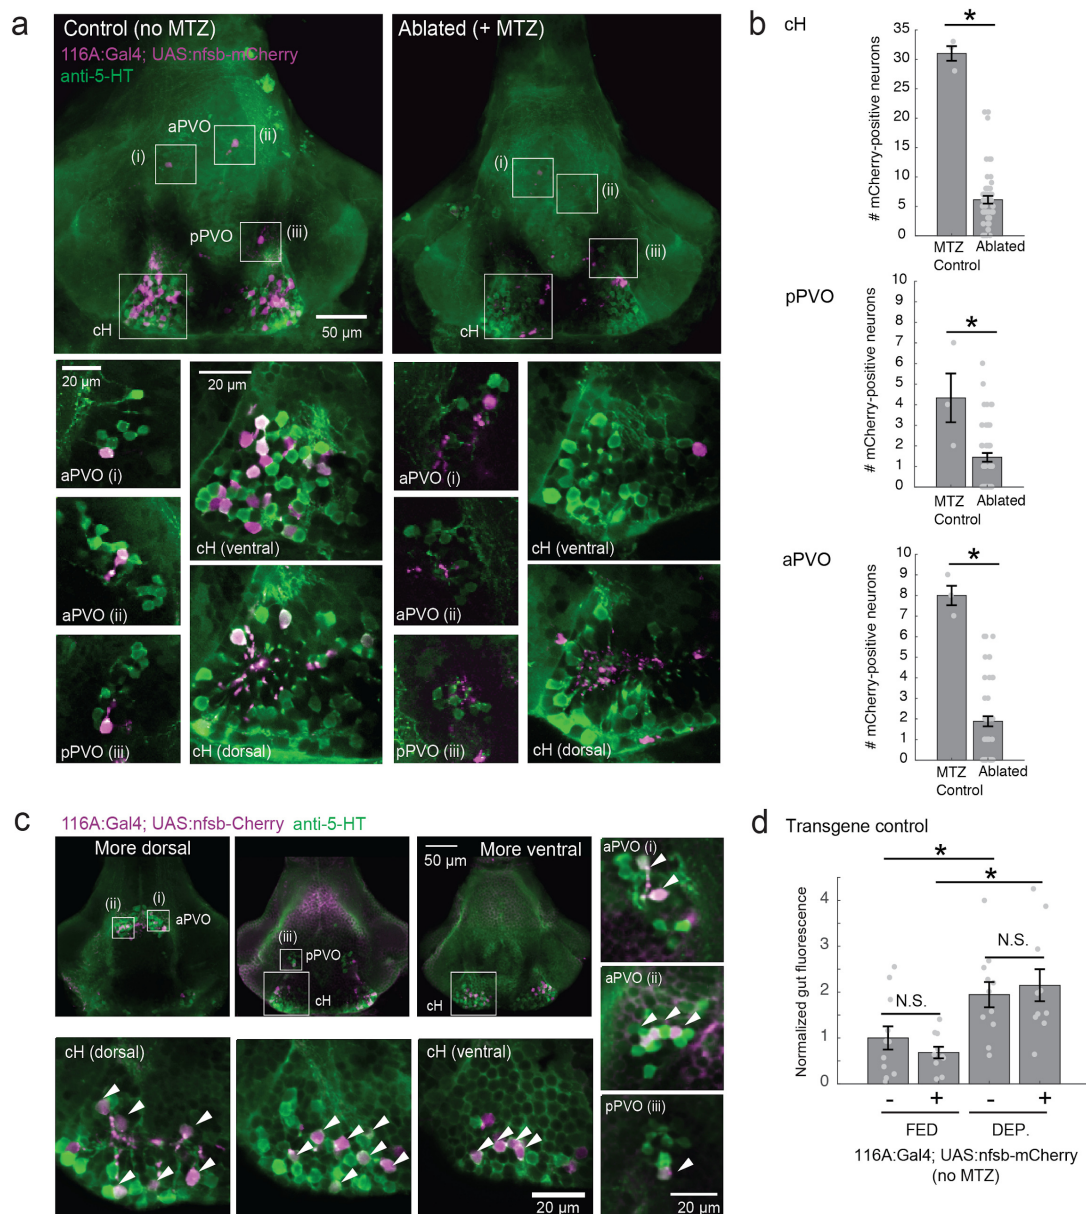 a
Control (no MTZ)
116A:Gal4; UAS:nfsb-mCherry
anti-5-HT
aPVO
(ii)
(i)
pPVO
(iii)
cH
50 µm
Ablated (+ MTZ)
(i)
(ii)
(iii)
cH
20 µm
aPVO (i)
aPVO (ii)
pPVO (iii)
20 µm
cH (ventral)
cH (dorsal)
aPVO (i)
aPVO (ii)
pPVO (iii)
cH (ventral)
cH (dorsal)
b
cH
*
# mCherry-positive neurons
35
30
25
20
15
10
5
0
MTZ
Control
Ablated
pPVO
*
# mCherry-positive neurons
10
9
8
7
6
5
4
3
2
1
0
MTZ
Control
Ablated
aPVO
*
# mCherry-positive neurons
10
9
8
7
6
5
4
3
2
1
0
MTZ
Control
Ablated
c
116A:Gal4; UAS:nfsb-Cherry anti-5-HT
More dorsal
(ii)
(i)
aPVO
(iii)
pPVO
cH
50 µm
More ventral
cH
cH (dorsal)
cH (ventral)
20 µm
aPVO (i)
aPVO (ii)
pPVO (iii)
20 µm
d
Transgene control
*
*
N.S.
N.S.
Normalized gut fluorescence
5
4
3
2
1
0
- + - +
FED DEP.
116A:Gal4; UAS:nfsb-mCherry
(no MTZ)